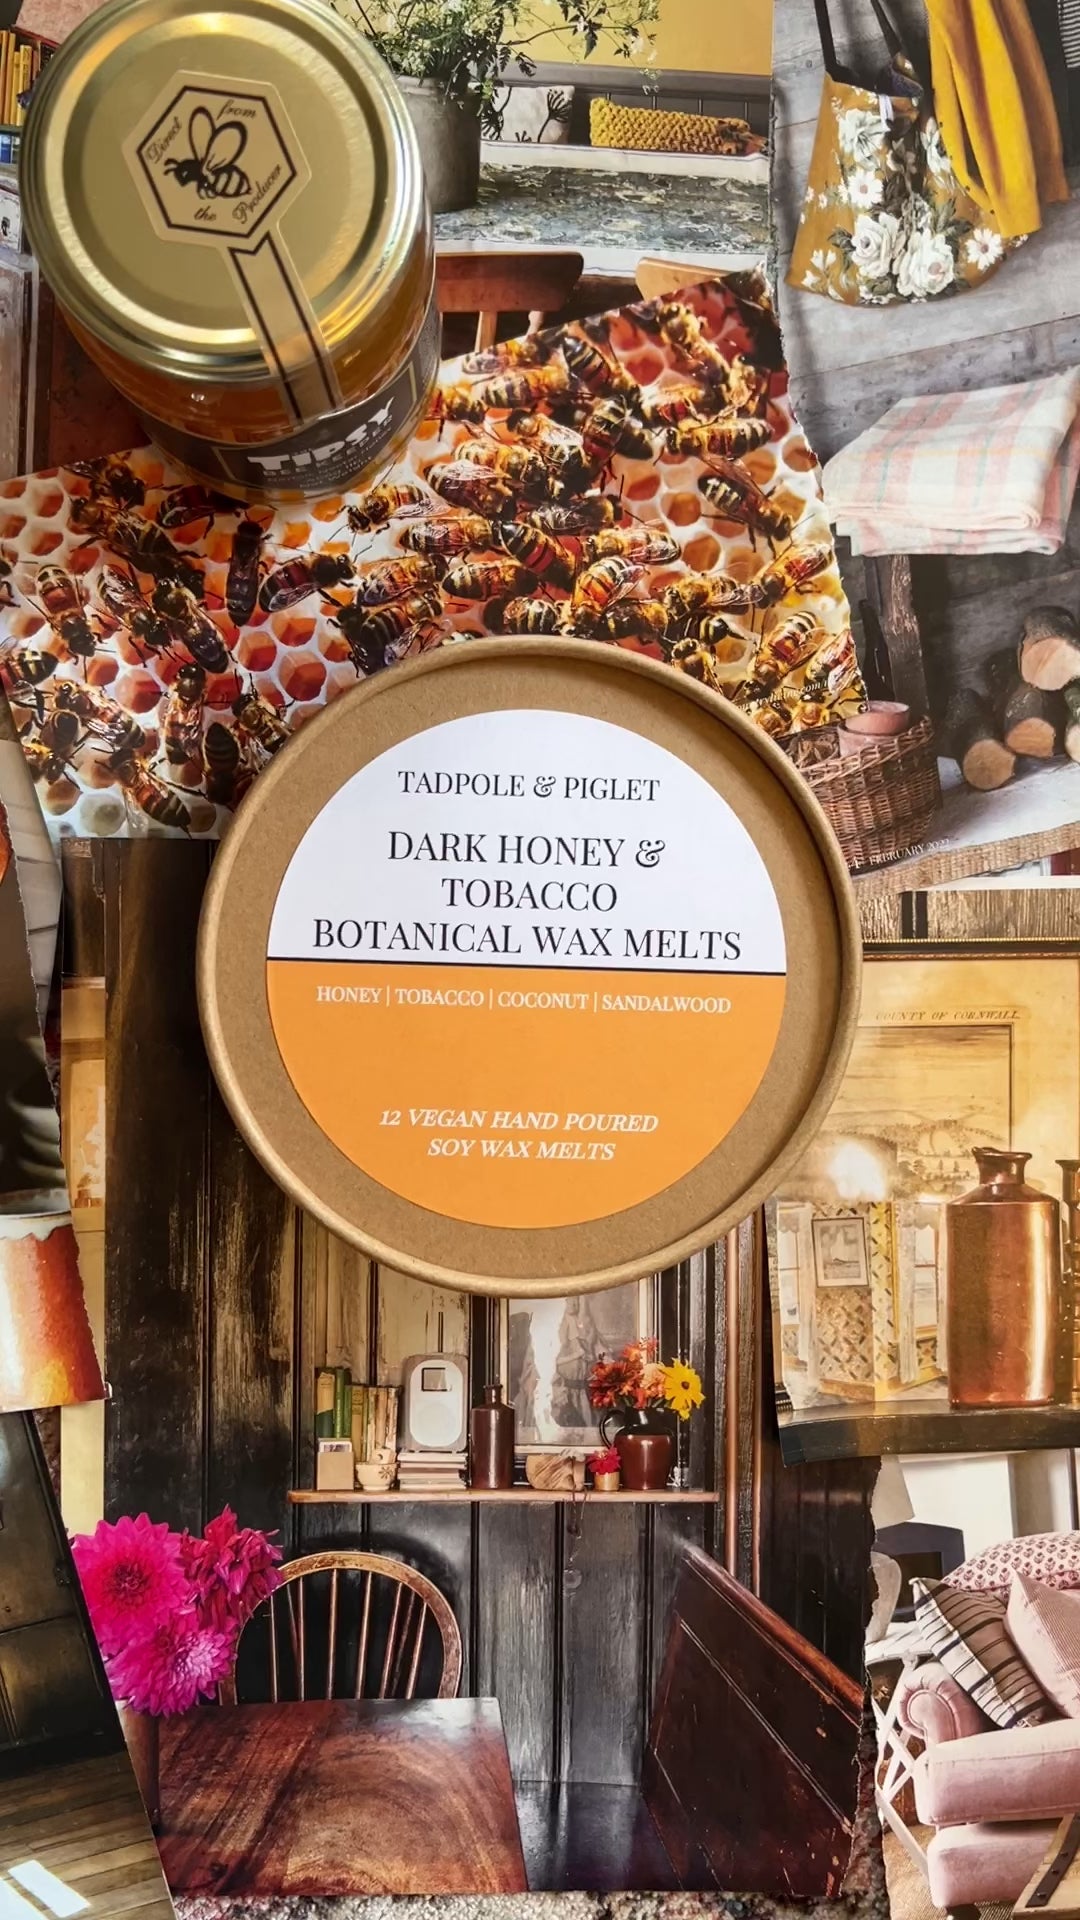 from
Direct
the Producer
TIPSY
TADPOLE & PIGLET
DARK HONEY &
TOBACCO
BOTANICAL WAX MELTS
HONEY | TOBACCO | COCONUT | SANDALWOOD
12 VEGAN HAND POURED
SOY WAX MELTS
FEBRUARY 2022
COUNTY OF CORNWALL